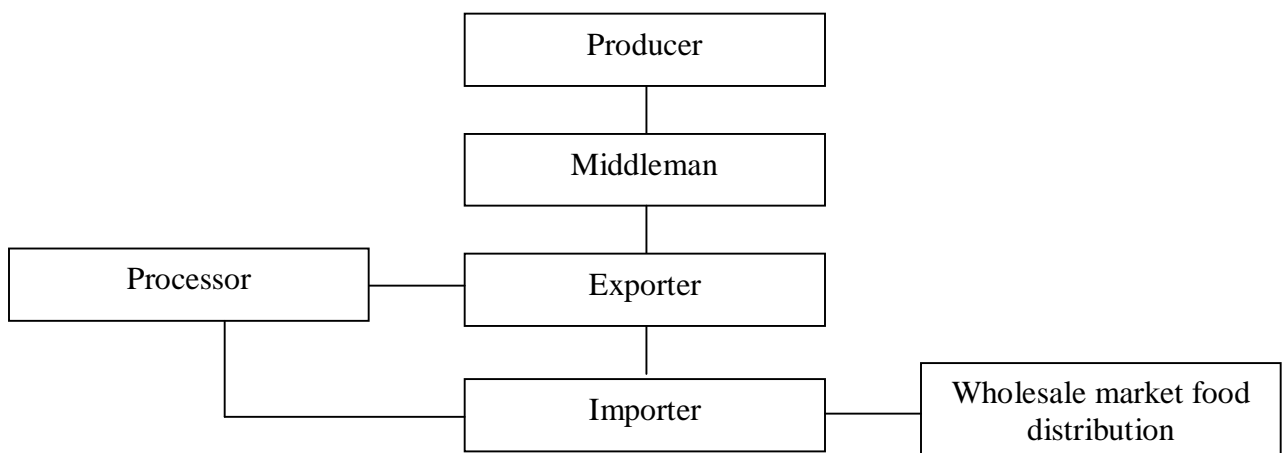 Producer
Middleman
Processor
Exporter
Importer
Wholesale market food
distribution